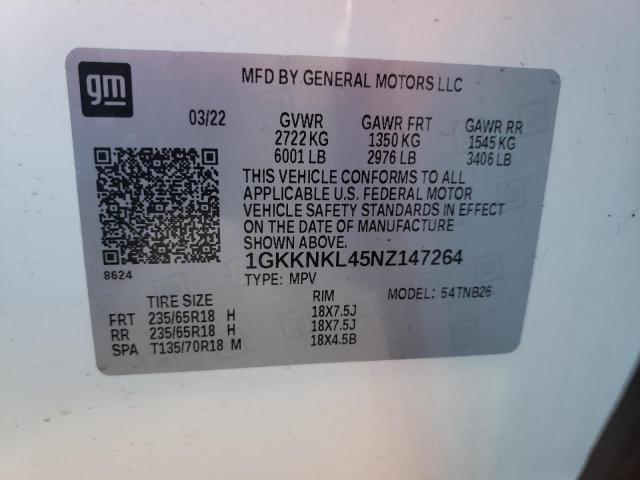 gm
MFD BY GENERAL MOTORS LLC
03/22 GVWR GAWR FRT GAWR RR
2722 KG 1350 KG 1545 KG
6001 LB 2976 LB 3406 LB
THIS VEHICLE CONFORMS TO ALL
APPLICABLE U.S. FEDERAL MOTOR
VEHICLE SAFETY STANDARDS IN EFFECT
ON THE DATE OF MANUFACTURE
SHOWN ABOVE.
8624
1GKKNKL45NZ147264
TYPE: MPV MODEL: 54TNB26
TIRE SIZE RIM
FRT 235/65R18 H 18X7.5J
RR 235/65R18 H 18X7.5J
SPA T135/70R18 M 18X4.5B